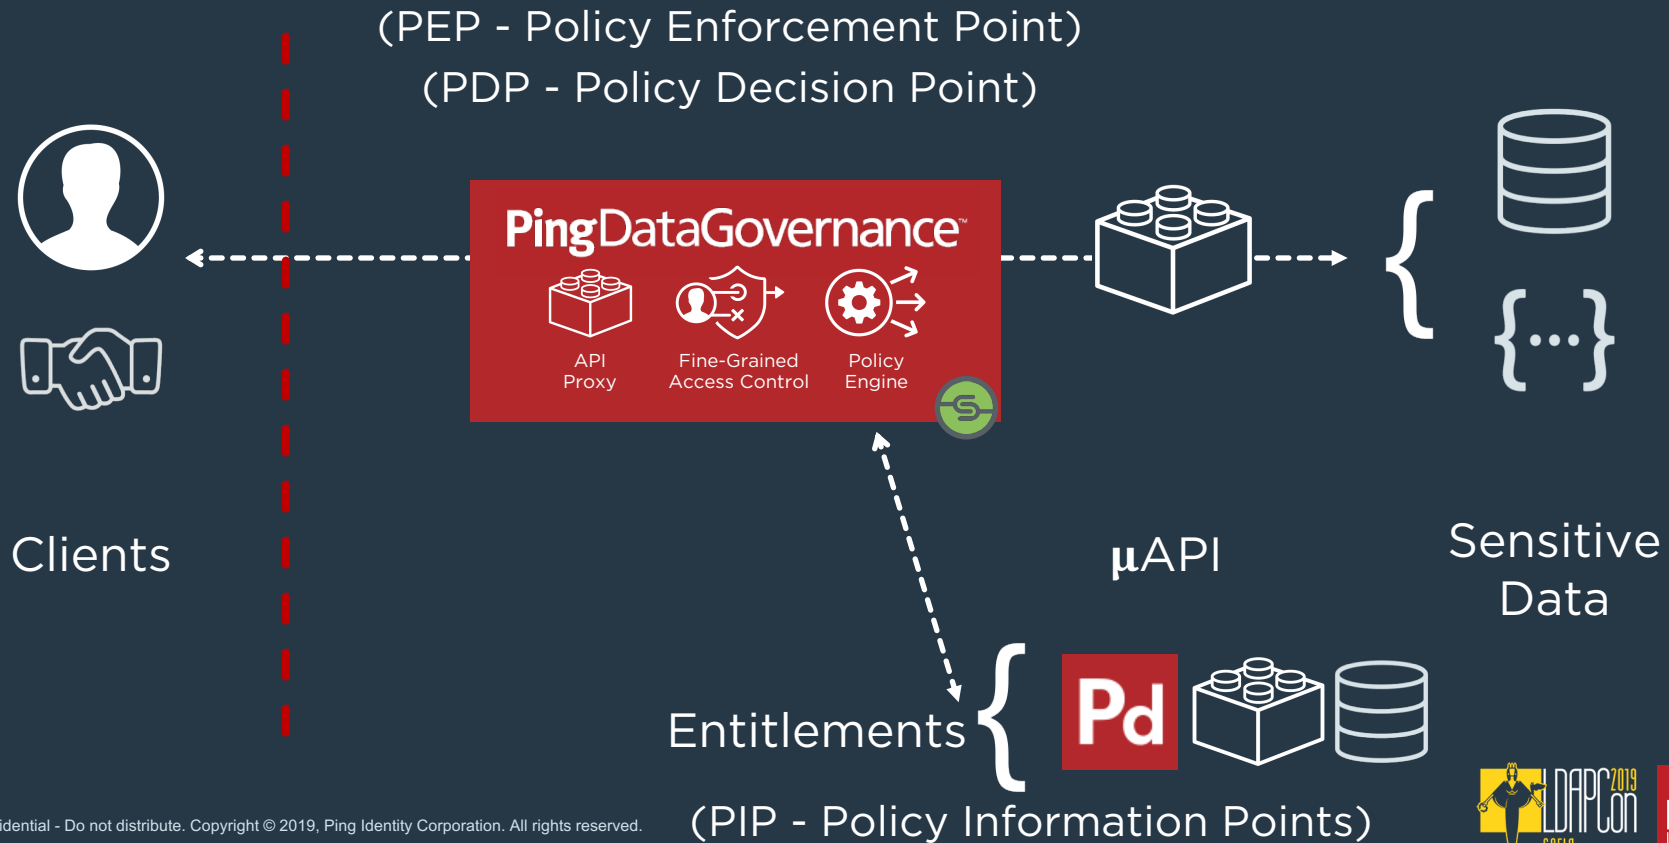 (PEP - Policy Enforcement Point)
(PDP - Policy Decision Point)
PingDataGovernance™
API
Proxy
Fine-Grained
Access Control
Policy
Engine
{...}
Clients
µAPI
Sensitive
Data
Entitlements
Pd
(PIP - Policy Information Points)
- Do not distribute. Copyright © 2019, Ping Identity Corporation. All rights reserved.
LDAPCon 2019